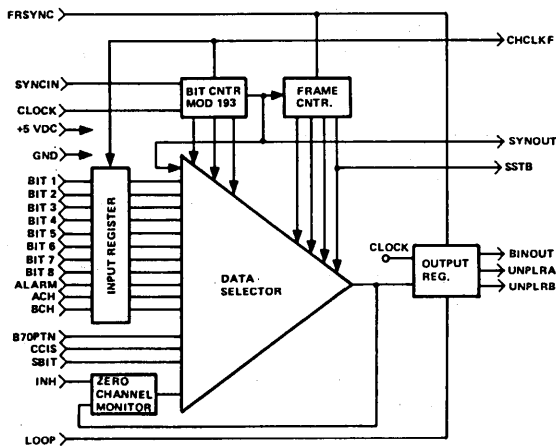 FRSYNC
CHCLKF
SYNCIN
BIT CNTR
MOD 193
FRAME
CNTR.
CLOCK
+5 VDC
SYNOUT
GND
SSTB
BIT 1
BIT 2
BIT 3
BIT 4
BIT 5
BIT 6
BIT 7
BIT 8
ALARM
ACH
BCH
INPUT REGISTER
DATA
SELECTOR
CLOCK
OUTPUT
REG.
BINOUT
UNPLRA
UNPLRB
B70PTN
CCIS
SBIT
INH
ZERO
CHANNEL
MONITOR
LOOP